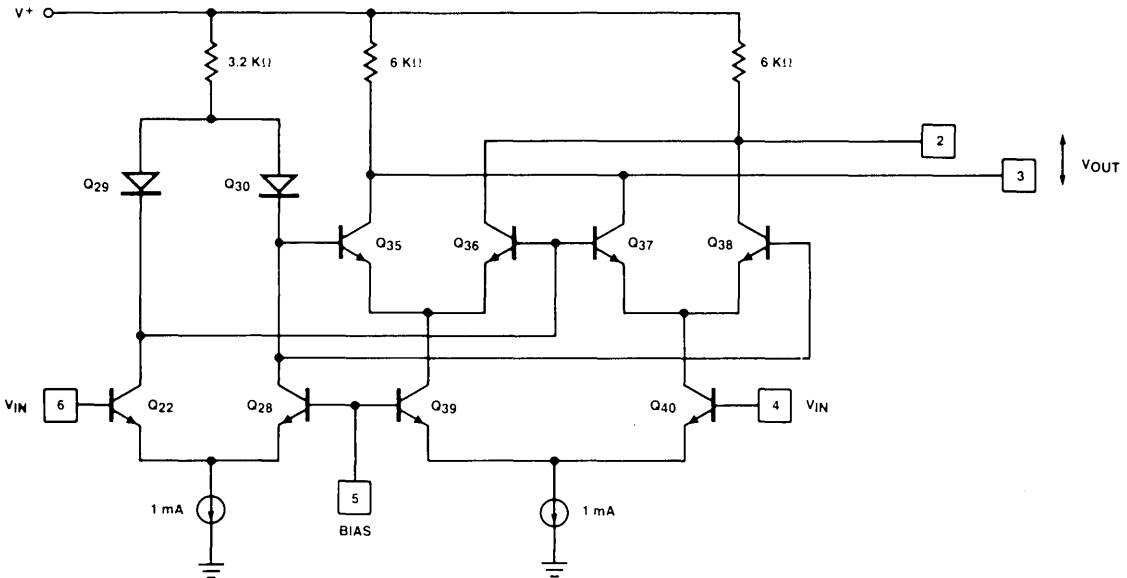 V+
3.2 KΩ
6 KΩ
6 KΩ
2
3
VOUT
Q29
Q30
Q35
Q36
Q37
Q38
VIN 6
Q22
Q28
Q39
Q40
4 VIN
1 mA
5
BIAS
1 mA